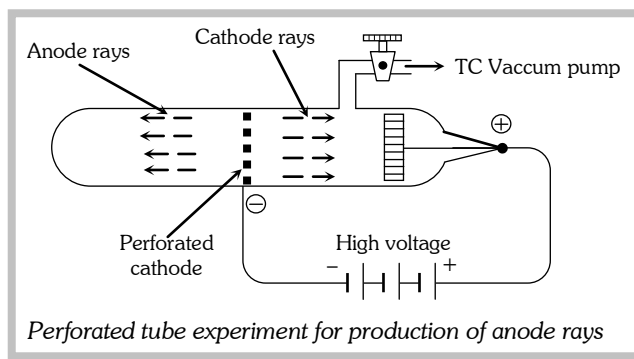 Cathode rays
Anode rays
TC Vaccum pump
⊕
⊖
Perforated
cathode
High voltage
− +
Perforated tube experiment for production of anode rays